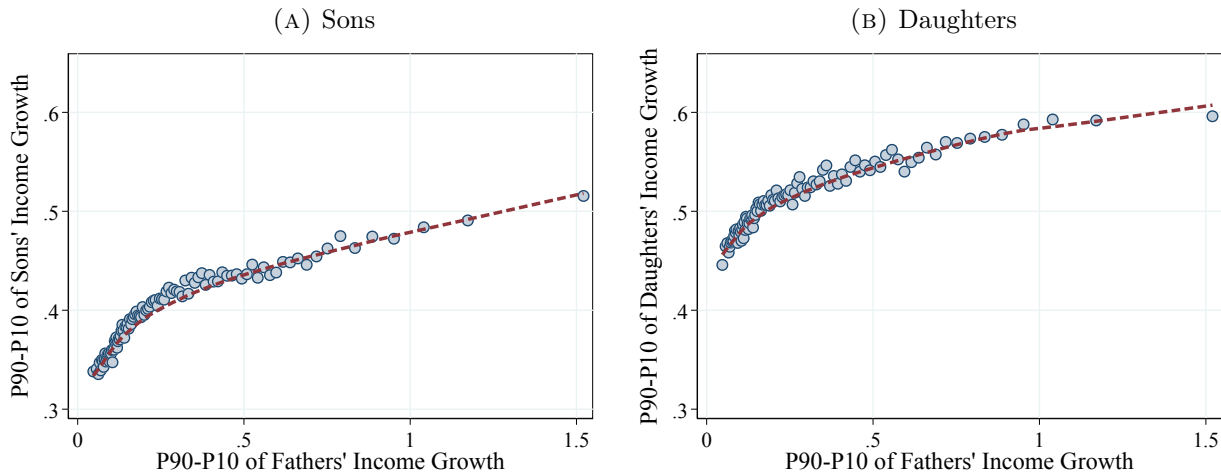 (A) Sons
P90-P10 of Sons' Income Growth
.6
.5
.4
.3
0
.5
1
1.5
P90-P10 of Fathers' Income Growth
(B) Daughters
P90-P10 of Daughters' Income Growth
.6
.5
.4
.3
0
.5
1
1.5
P90-P10 of Fathers' Income Growth